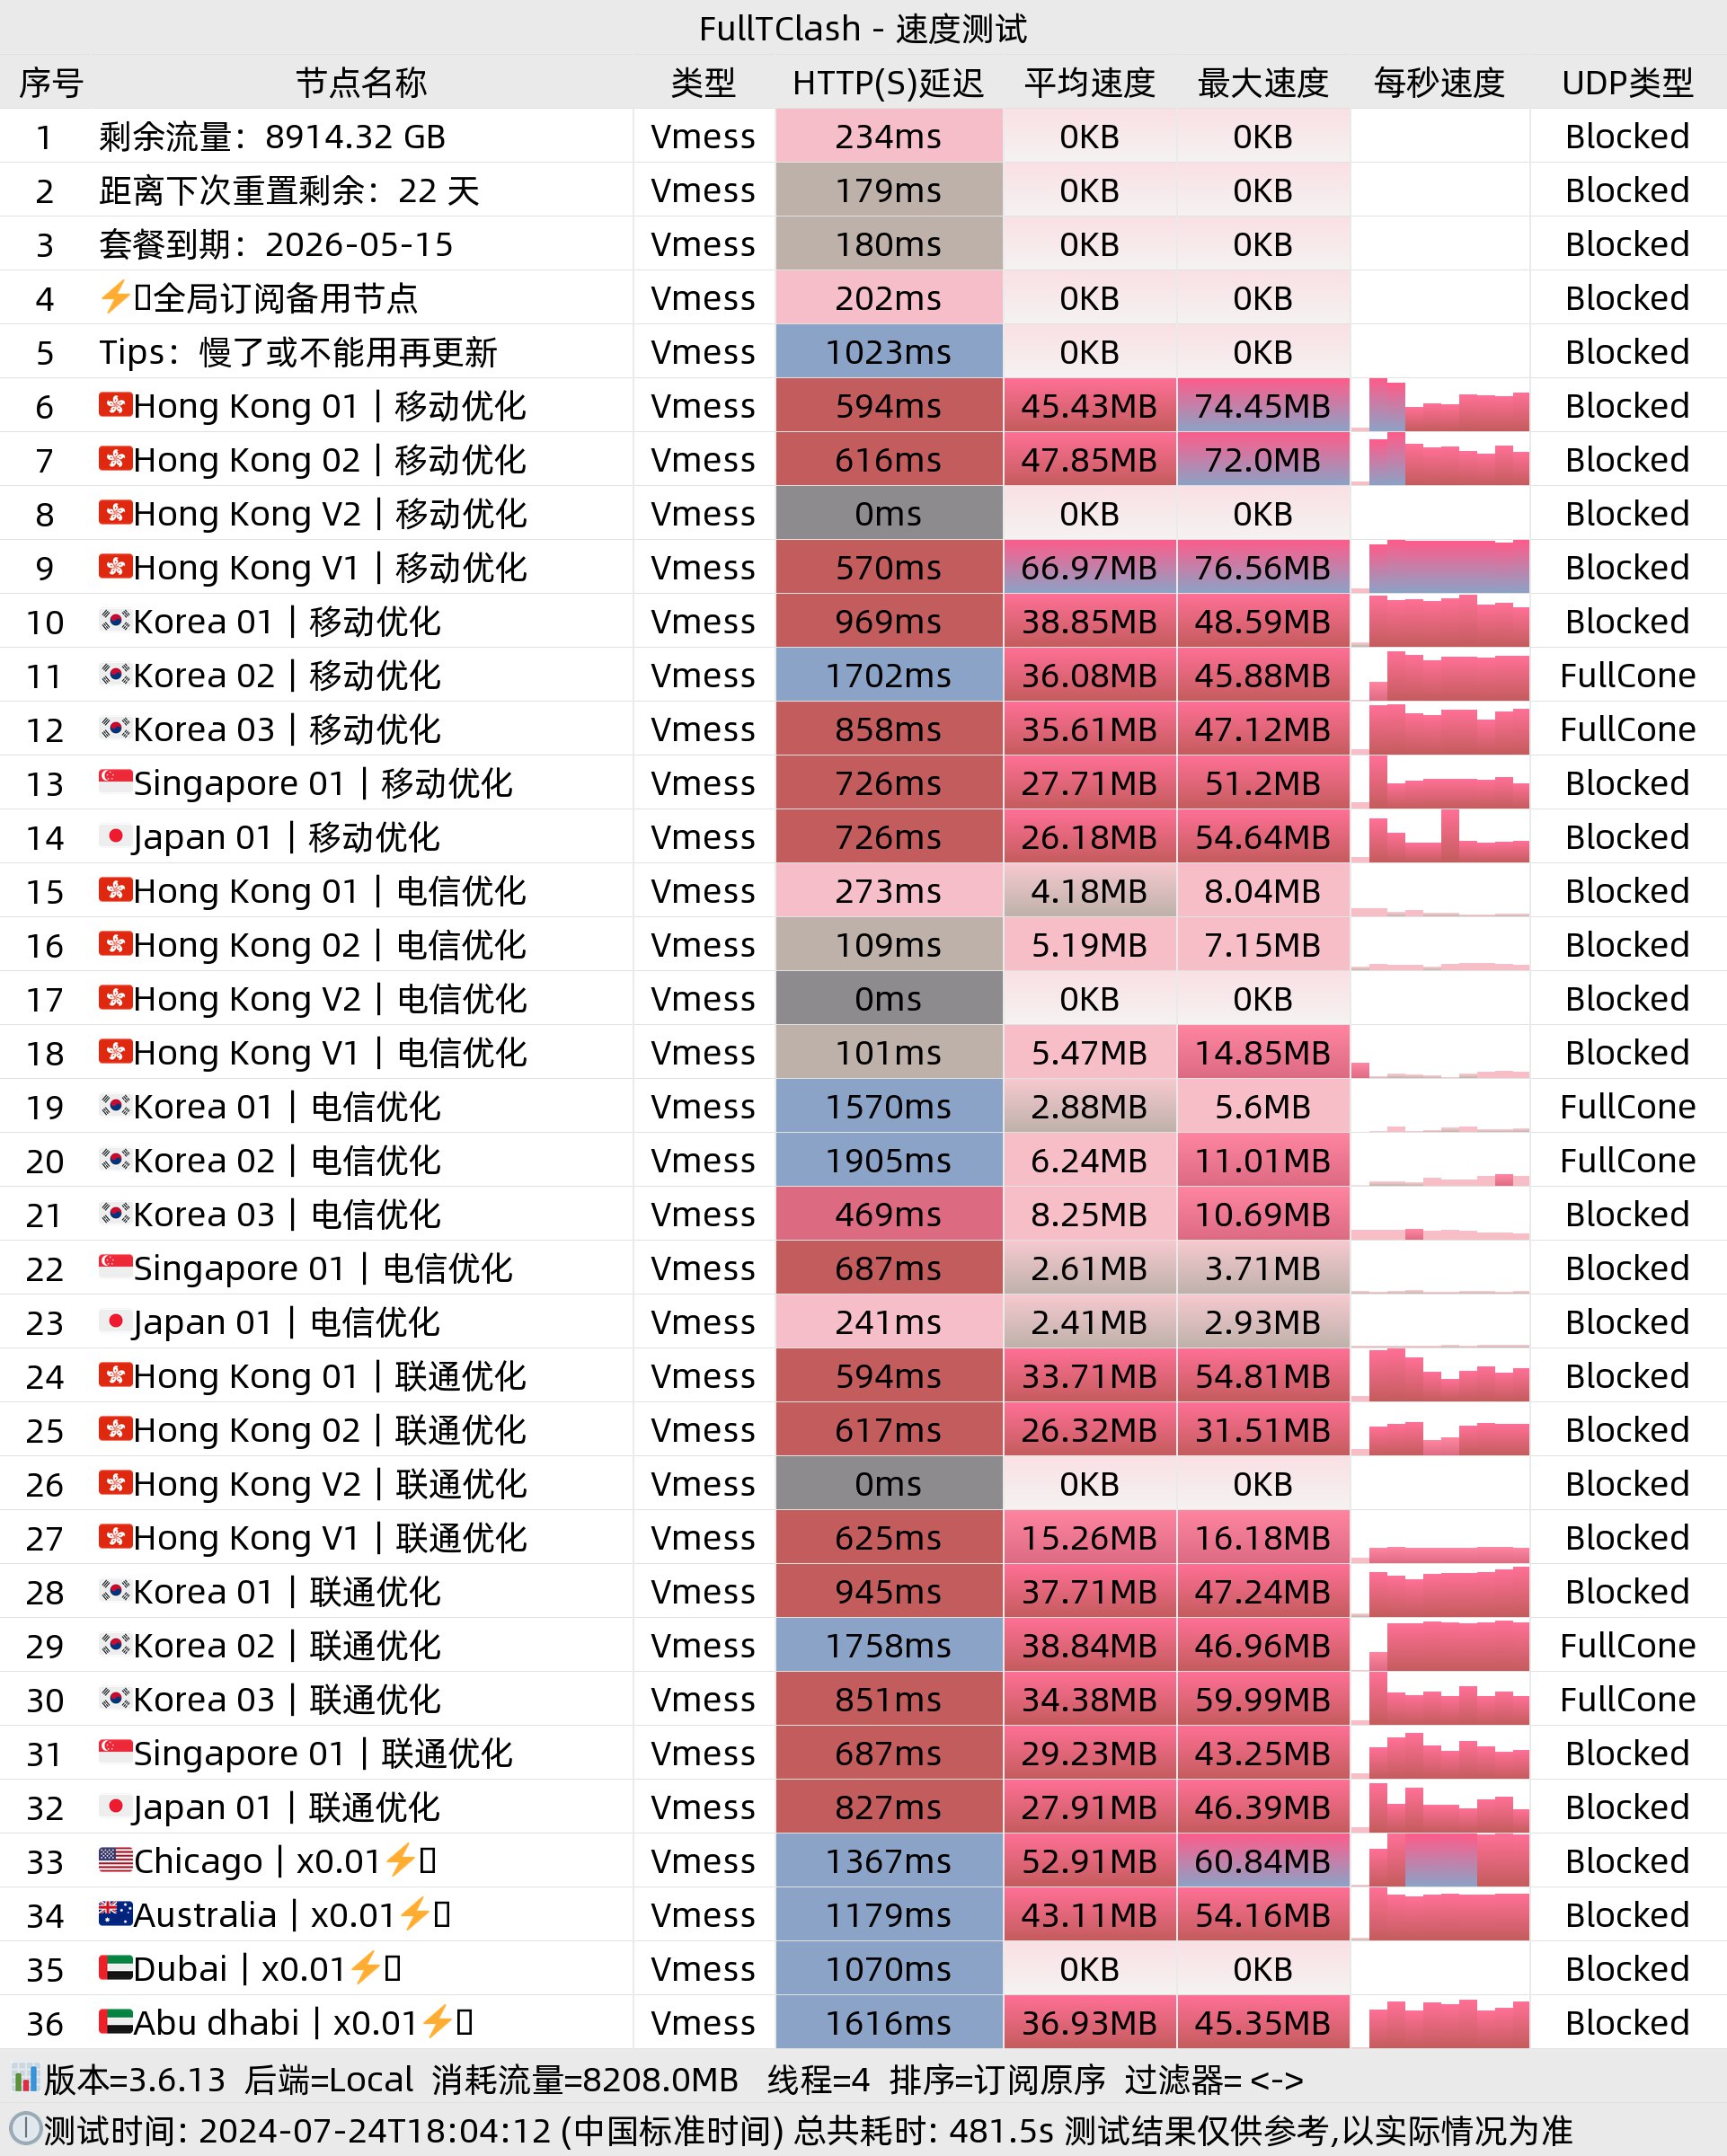 FullTClash - 速度测试
序号 节点名称 类型 HTTP(S)延迟 平均速度 最大速度 每秒速度 UDP类型
1 剩余流量：8914.32 GB Vmess 234ms 0KB 0KB Blocked
2 距离下次重置剩余：22 天 Vmess 179ms 0KB 0KB Blocked
3 套餐到期：2026-05-15 Vmess 180ms 0KB 0KB Blocked
4 ⚡全局订阅备用节点 Vmess 202ms 0KB 0KB Blocked
5 Tips：慢了或不能用再更新 Vmess 1023ms 0KB 0KB Blocked
6 🇭🇰Hong Kong 01｜移动优化 Vmess 594ms 45.43MB 74.45MB Blocked
7 🇭🇰Hong Kong 02｜移动优化 Vmess 616ms 47.85MB 72.0MB Blocked
8 🇭🇰Hong Kong V2｜移动优化 Vmess 0ms 0KB 0KB Blocked
9 🇭🇰Hong Kong V1｜移动优化 Vmess 570ms 66.97MB 76.56MB Blocked
10 🇰🇷Korea 01｜移动优化 Vmess 969ms 38.85MB 48.59MB Blocked
11 🇰🇷Korea 02｜移动优化 Vmess 1702ms 36.08MB 45.88MB FullCone
12 🇰🇷Korea 03｜移动优化 Vmess 858ms 35.61MB 47.12MB FullCone
13 🇸🇬Singapore 01｜移动优化 Vmess 726ms 27.71MB 51.2MB Blocked
14 🇯🇵Japan 01｜移动优化 Vmess 726ms 26.18MB 54.64MB Blocked
15 🇭🇰Hong Kong 01｜电信优化 Vmess 273ms 4.18MB 8.04MB Blocked
16 🇭🇰Hong Kong 02｜电信优化 Vmess 109ms 5.19MB 7.15MB Blocked
17 🇭🇰Hong Kong V2｜电信优化 Vmess 0ms 0KB 0KB Blocked
18 🇭🇰Hong Kong V1｜电信优化 Vmess 101ms 5.47MB 14.85MB Blocked
19 🇰🇷Korea 01｜电信优化 Vmess 1570ms 2.88MB 5.6MB FullCone
20 🇰🇷Korea 02｜电信优化 Vmess 1905ms 6.24MB 11.01MB FullCone
21 🇰🇷Korea 03｜电信优化 Vmess 469ms 8.25MB 10.69MB Blocked
22 🇸🇬Singapore 01｜电信优化 Vmess 687ms 2.61MB 3.71MB Blocked
23 🇯🇵Japan 01｜电信优化 Vmess 241ms 2.41MB 2.93MB Blocked
24 🇭🇰Hong Kong 01｜联通优化 Vmess 594ms 33.71MB 54.81MB Blocked
25 🇭🇰Hong Kong 02｜联通优化 Vmess 617ms 26.32MB 31.51MB Blocked
26 🇭🇰Hong Kong V2｜联通优化 Vmess 0ms 0KB 0KB Blocked
27 🇭🇰Hong Kong V1｜联通优化 Vmess 625ms 15.26MB 16.18MB Blocked
28 🇰🇷Korea 01｜联通优化 Vmess 945ms 37.71MB 47.24MB Blocked
29 🇰🇷Korea 02｜联通优化 Vmess 1758ms 38.84MB 46.96MB FullCone
30 🇰🇷Korea 03｜联通优化 Vmess 851ms 34.38MB 59.99MB FullCone
31 🇸🇬Singapore 01｜联通优化 Vmess 687ms 29.23MB 43.25MB Blocked
32 🇯🇵Japan 01｜联通优化 Vmess 827ms 27.91MB 46.39MB Blocked
33 🇺🇸Chicago｜x0.01⚡ Vmess 1367ms 52.91MB 60.84MB Blocked
34 🇦🇺Australia｜x0.01⚡ Vmess 1179ms 43.11MB 54.16MB Blocked
35 🇦🇪Dubai｜x0.01⚡ Vmess 1070ms 0KB 0KB Blocked
36 🇦🇪Abu dhabi｜x0.01⚡ Vmess 1616ms 36.93MB 45.35MB Blocked
📊版本=3.6.13 后端=Local 消耗流量=8208.0MB 线程=4 排序=订阅原序 过滤器= <->
测试时间: 2024-07-24T18:04:12 (中国标准时间) 总共耗时: 481.5s 测试结果仅供参考,以实际情况为准